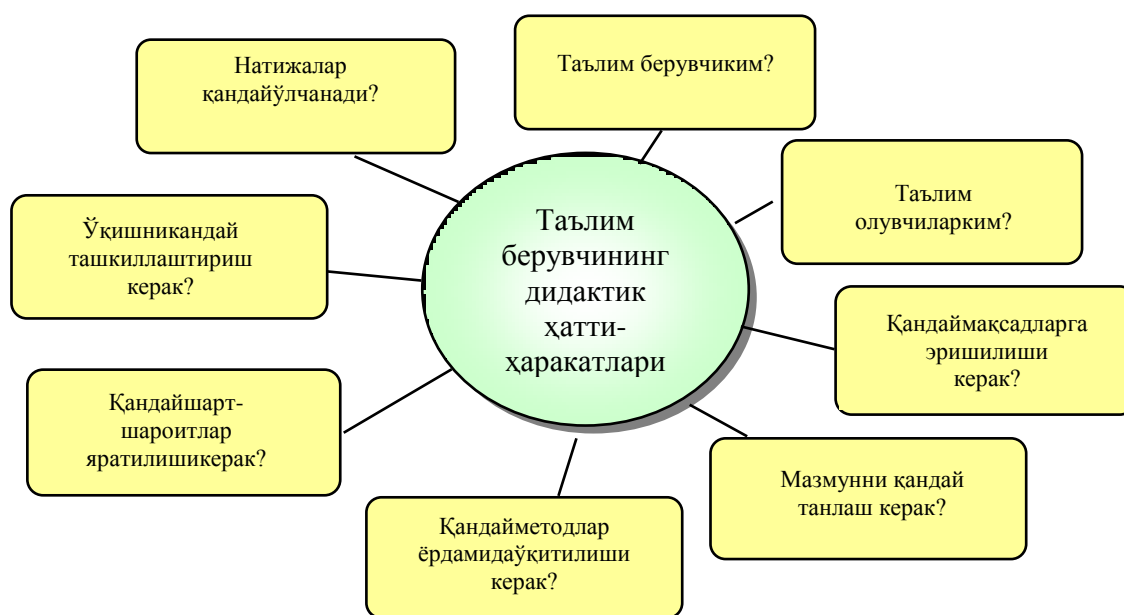 Натижалар
қандайўлчанади?
Таълим берувчиким?
Таълим
олувчиларким?
Ўқишникандай
ташкиллаштириш
керак?
Таълим
берувчининг
дидактик
ҳатти-
ҳаракатлари
Қандаймақсадларга
эришилиши
керак?
Қандайшарт-
шароитлар
яратилишикерак?
Мазмунни қандай
танлаш керак?
Қандайметодлар
ёрдамидаўқитилиши
керак?